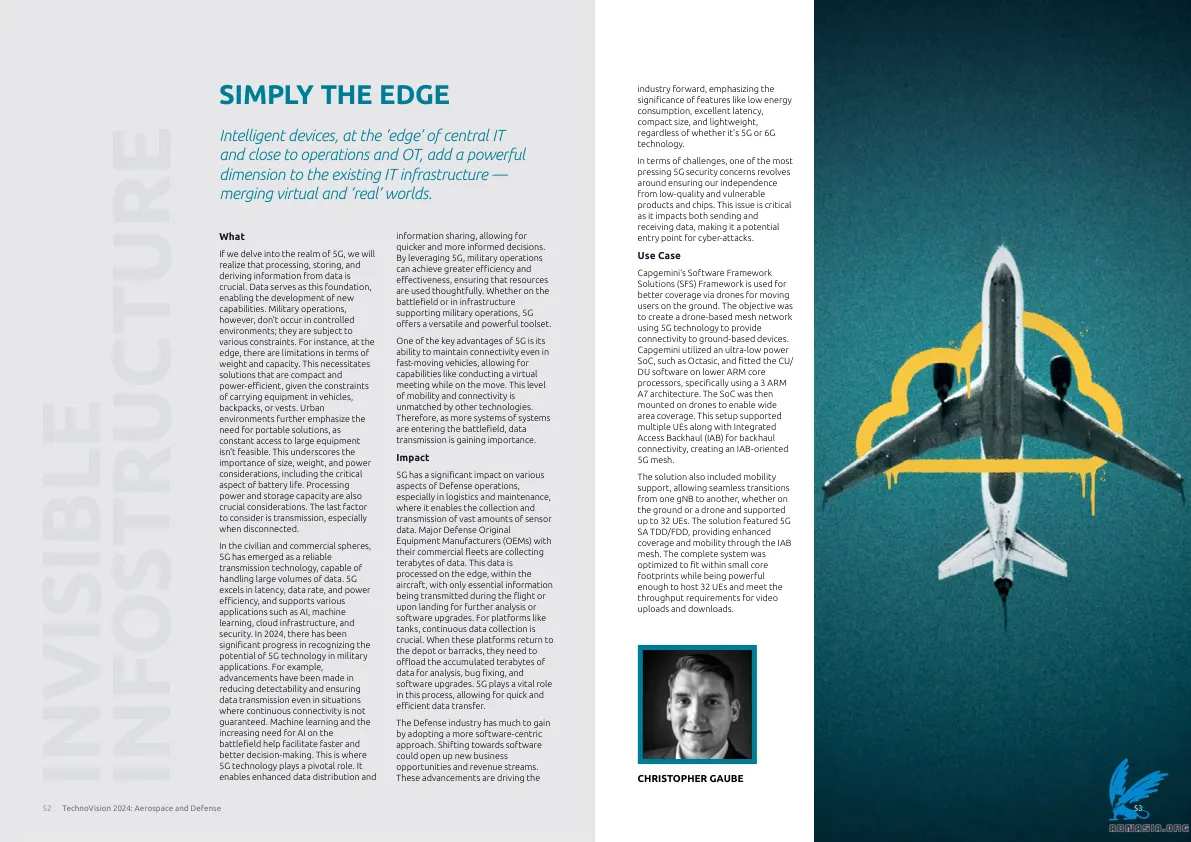 INVISIBLE
INFOSTRUCTURE
SIMPLY THE EDGE
Intelligent devices, at the ‘edge’ of central IT
and close to operations and OT, add a powerful
dimension to the existing IT infrastructure —
merging virtual and ‘real’ worlds.
What
If we delve into the realm of 5G, we will
realize that processing, storing, and
deriving information from data is
crucial. Data serves as this foundation,
enabling the development of new
capabilities. Military operations,
however, don't occur in controlled
environments; they are subject to
various constraints. For instance, at the
edge, there are limitations in terms of
weight and capacity. This necessitates
solutions that are compact and
power-efficient, given the constraints
of carrying equipment in vehicles,
backpacks, or vests. Urban
environments further emphasize the
need for portable solutions, as
constant access to large equipment
isn't feasible. This underscores the
importance of size, weight, and power
considerations, including the critical
aspect of battery life. Processing
power and storage capacity are also
crucial considerations. The last factor
to consider is transmission, especially
when disconnected.
In the civilian and commercial spheres,
5G has emerged as a reliable
transmission technology, capable of
handling large volumes of data. 5G
excels in latency, data rate, and power
efficiency, and supports various
applications such as AI, machine
learning, cloud infrastructure, and
security. In 2024, there has been
significant progress in recognizing the
potential of 5G technology in military
applications. For example,
advancements have been made in
reducing detectability and ensuring
data transmission even in situations
where continuous connectivity is not
guaranteed. Machine learning and the
increasing need for AI on the
battlefield help facilitate faster and
better decision-making. This is where
5G technology plays a pivotal role. It
enables enhanced data distribution and
information sharing, allowing for
quicker and more informed decisions.
By leveraging 5G, military operations
can achieve greater efficiency and
effectiveness, ensuring that resources
are used thoughtfully. Whether on the
battlefield or in infrastructure
supporting military operations, 5G
offers a versatile and powerful toolset.
One of the key advantages of 5G is its
ability to maintain connectivity even in
fast-moving vehicles, allowing for
capabilities like conducting a virtual
meeting while on the move. This level
of mobility and connectivity is
unmatched by other technologies.
Therefore, as more systems of systems
are entering the battlefield, data
transmission is gaining importance.
Impact
5G has a significant impact on various
aspects of Defense operations,
especially in logistics and maintenance,
where it enables the collection and
transmission of vast amounts of sensor
data. Major Defense Original
Equipment Manufacturers (OEMs) with
their commercial fleets are collecting
terabytes of data. This data is
processed on the edge, within the
aircraft, with only essential information
being transmitted during the flight or
upon landing for further analysis or
software upgrades. For platforms like
tanks, continuous data collection is
crucial. When these platforms return to
the depot or barracks, they need to
offload the accumulated terabytes of
data for analysis, bug fixing, and
software upgrades. 5G plays a vital role
in this process, allowing for quick and
efficient data transfer.
The Defense industry has much to gain
by adopting a more software-centric
approach. Shifting towards software
could open up new business
opportunities and revenue streams.
These advancements are driving the
industry forward, emphasizing the
significance of features like low energy
consumption, excellent latency,
compact size, and lightweight,
regardless of whether it's 5G or 6G
technology.
In terms of challenges, one of the most
pressing 5G security concerns revolves
around ensuring our independence
from low-quality and vulnerable
products and chips. This issue is critical
as it impacts both sending and
receiving data, making it a potential
entry point for cyber-attacks.
Use Case
Capgemini's Software Framework
Solutions (SFS) Framework is used for
better coverage via drones for moving
users on the ground. The objective was
to create a drone-based mesh network
using 5G technology to provide
connectivity to ground-based devices.
Capgemini utilized an ultra-low power
SoC, such as Octasic, and fitted the CU/
DU software on lower ARM core
processors, specifically using a 3 ARM
A7 architecture. The SoC was then
mounted on drones to enable wide
area coverage. This setup supported
multiple UEs along with Integrated
Access Backhaul (IAB) for backhaul
connectivity, creating an IAB-oriented
5G mesh.
The solution also included mobility
support, allowing seamless transitions
from one gNB to another, whether on
the ground or a drone and supported
up to 32 UEs. The solution featured 5G
SA TDD/FDD, providing enhanced
coverage and mobility through the IAB
mesh. The complete system was
optimized to fit within small core
footprints while being powerful
enough to host 32 UEs and meet the
throughput requirements for video
uploads and downloads.
CHRISTOPHER GAUBE
52 TechnoVision 2024: Aerospace and Defense
53
ABNASIA.ORG